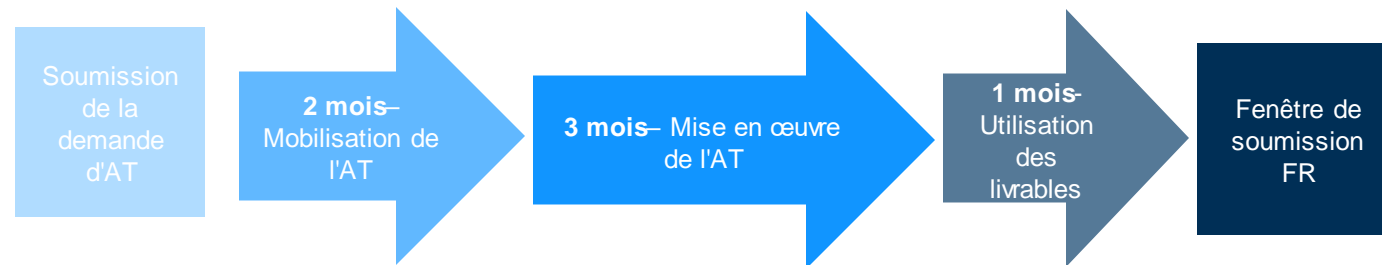 Soumission
de la
demande
d'AT
2 mois–
Mobilisation de
l'AT
3 mois– Mise en œuvre
de l'AT
1 mois-
Utilisation
des
livrables
Fenêtre de
soumission
FR